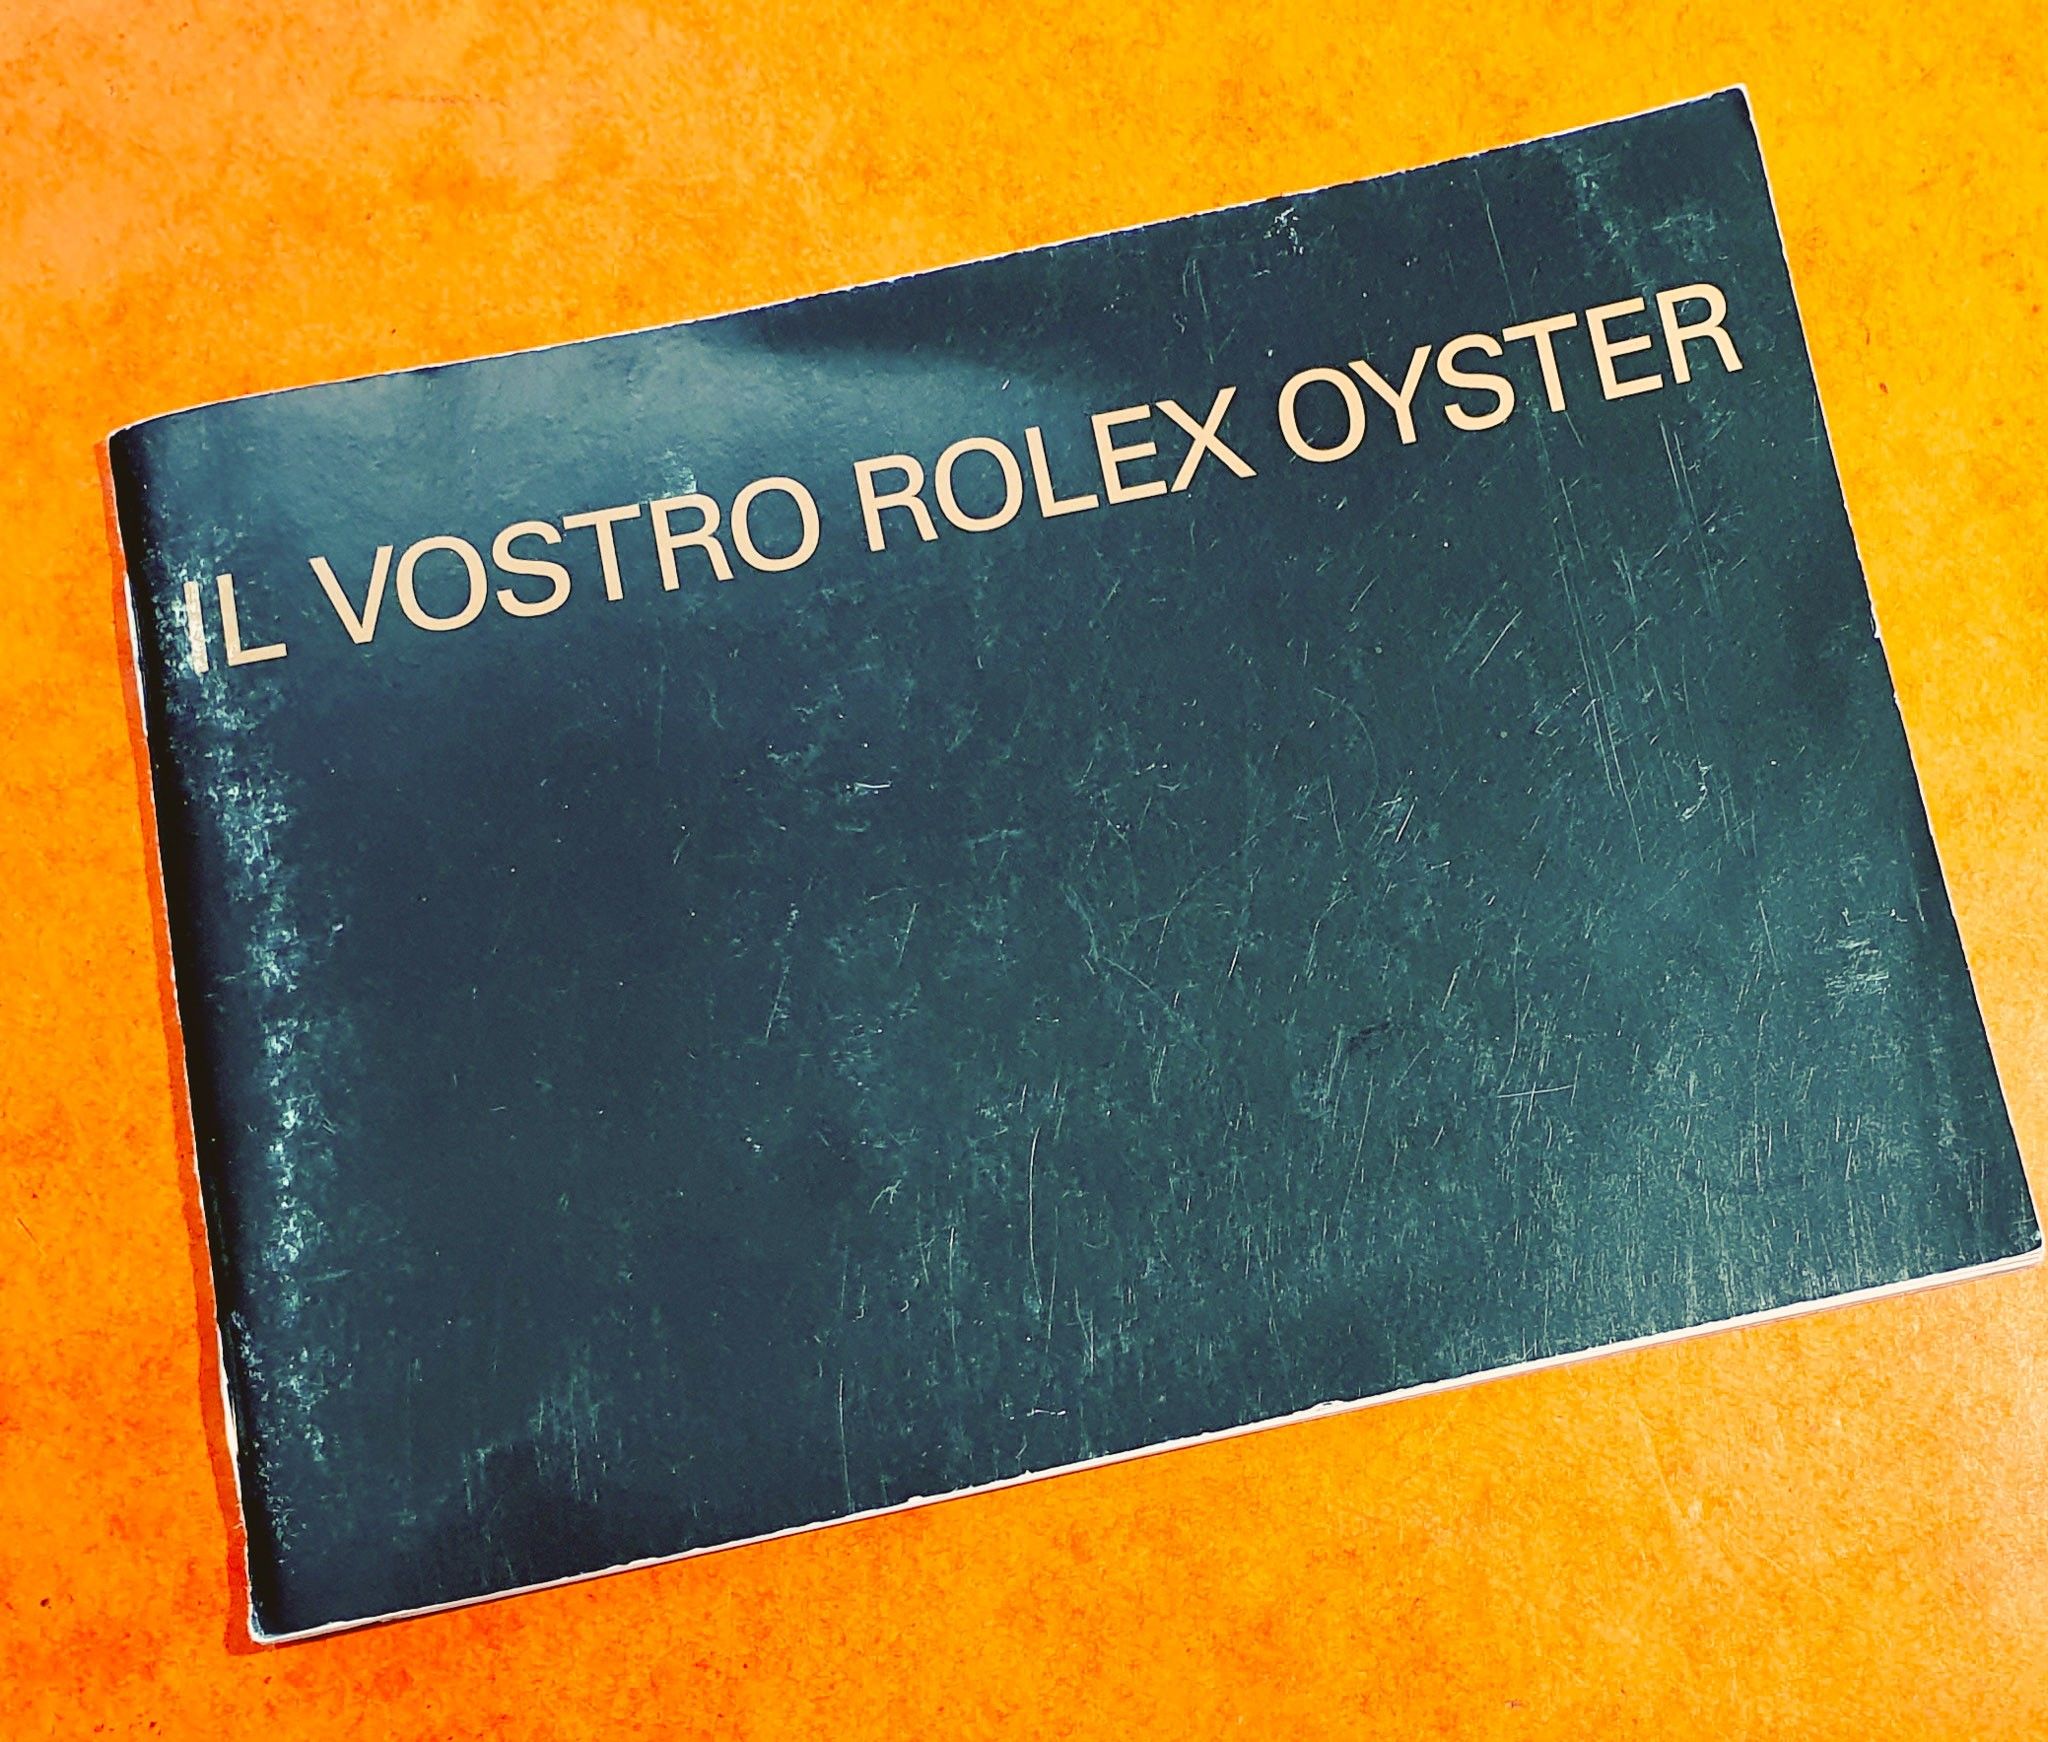 IL VOSTRO ROLEX OYSTER